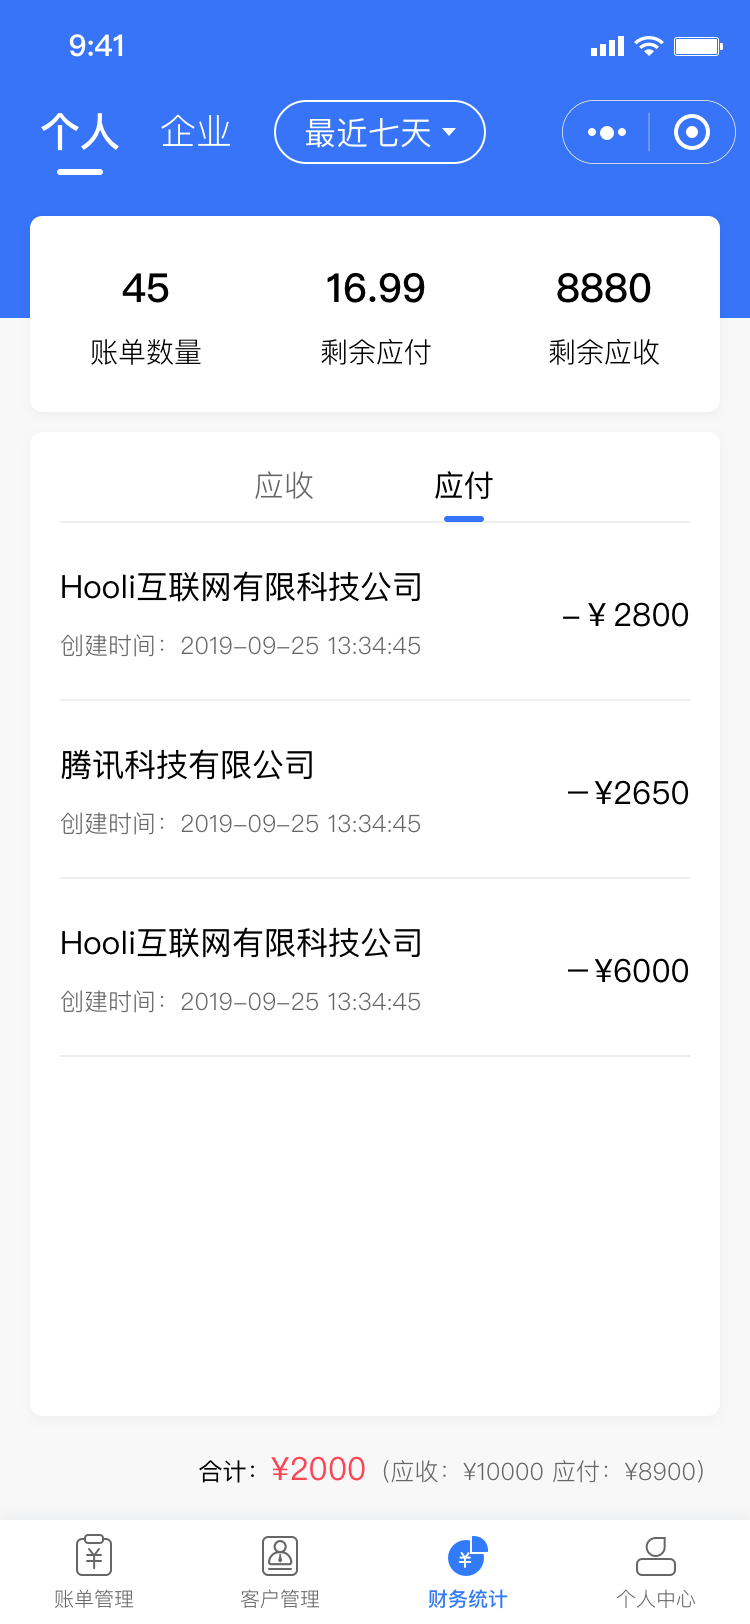 9:41
个人 企业 最近七天
45 16.99 8880
账单数量 剩余应付 剩余应收
应收 应付
Hooli互联网有限科技公司
–¥2800
创建时间：2019–09–25 13:34:45
腾讯科技有限公司
—¥2650
创建时间：2019–09–25 13:34:45
Hooli互联网有限科技公司
—¥6000
创建时间：2019–09–25 13:34:45
合计：¥2000（应收：¥10000 应付：¥8900）
账单管理 客户管理 财务统计 个人中心